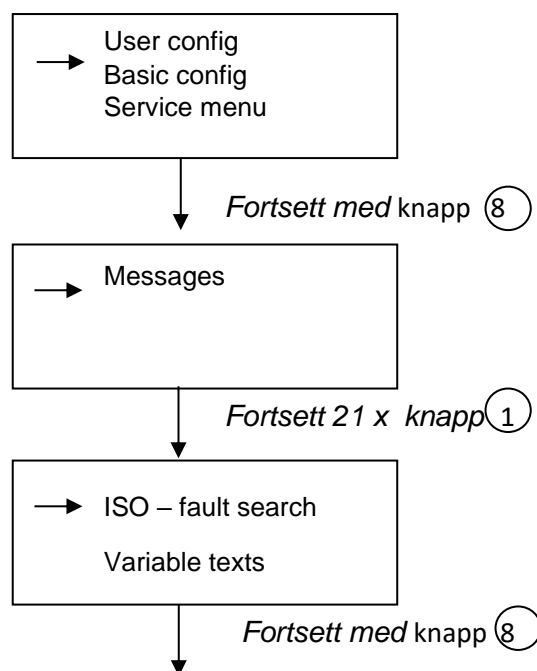 User config
Basic config
Service menu
Fortsett med knapp 8
Messages
Fortsett 21 x knapp 1
ISO – fault search
Variable texts
Fortsett med knapp 8